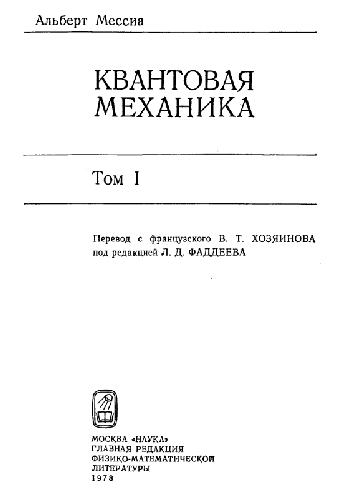 Альберт Мессиа
КВАНТОВАЯ
МЕХАНИКА
Том I
Перевод с французского В. Т. ХОЗЯИНОВА
под редакцией Л. Д. ФАДДЕЕВА
МОСКВА «НАУКА»
ГЛАВНАЯ РЕДАКЦИЯ
ФИЗИКО-МАТЕМАТИЧЕСКОЙ
ЛИТЕРАТУРЫ
1978